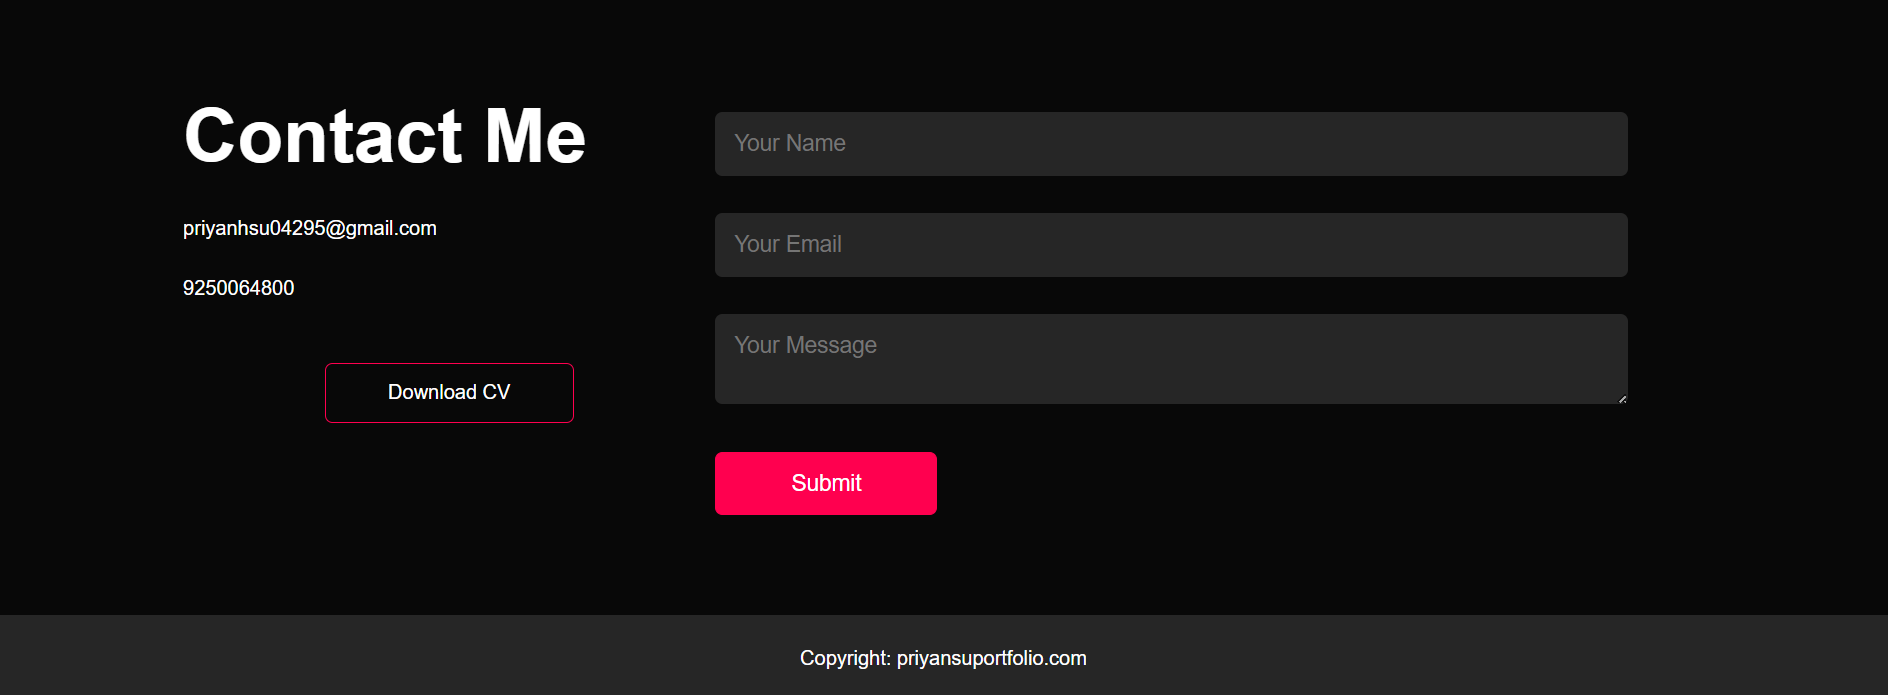 Contact Me
priyanhsu04295@gmail.com
9250064800
Download CV
Your Name
Your Email
Your Message
Submit
Copyright: priyansuportfolio.com